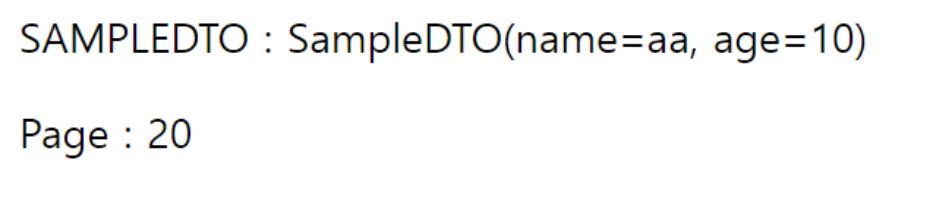 SAMPLEDTO : SampleDTO(name=aa, age=10)
Page : 20